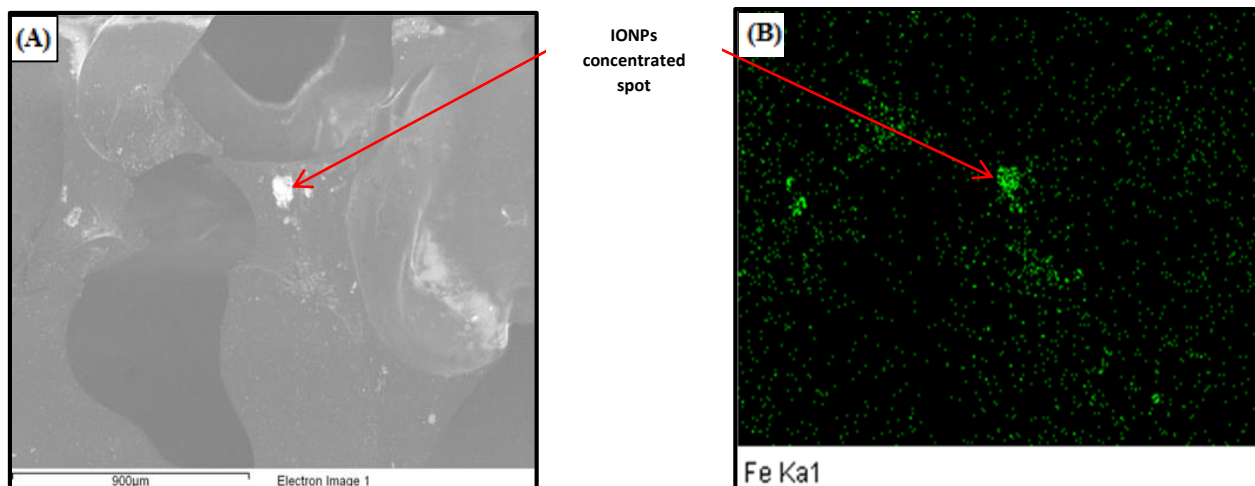 (A)
IONPs
concentrated
spot
(B)
900µm
Electron Image 1
Fe Ka1